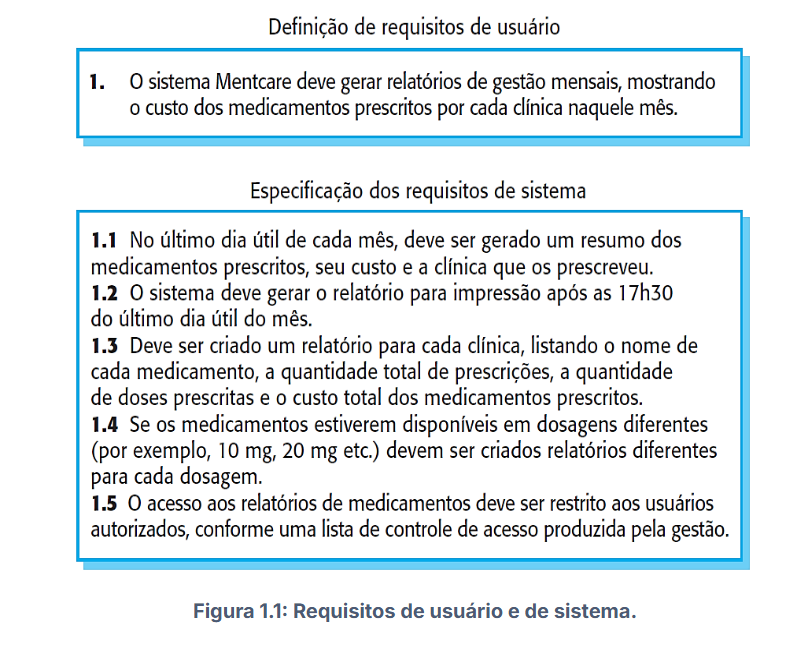 Definição de requisitos de usuário
1. O sistema Mentcare deve gerar relatórios de gestão mensais, mostrando
o custo dos medicamentos prescritos por cada clínica naquele mês.
Especificação dos requisitos de sistema
1.1 No último dia útil de cada mês, deve ser gerado um resumo dos
medicamentos prescritos, seu custo e a clínica que os prescreveu.
1.2 O sistema deve gerar o relatório para impressão após as 17h30
do último dia útil do mês.
1.3 Deve ser criado um relatório para cada clínica, listando o nome de
cada medicamento, a quantidade total de prescrições, a quantidade
de doses prescritas e o custo total dos medicamentos prescritos.
1.4 Se os medicamentos estiverem disponíveis em dosagens diferentes
(por exemplo, 10 mg, 20 mg etc.) devem ser criados relatórios diferentes
para cada dosagem.
1.5 O acesso aos relatórios de medicamentos deve ser restrito aos usuários
autorizados, conforme uma lista de controle de acesso produzida pela gestão.
Figura 1.1: Requisitos de usuário e de sistema.